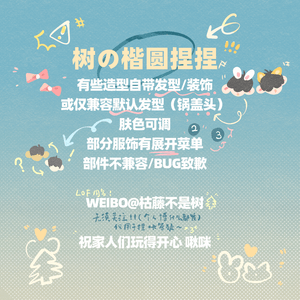 树の楷圆捏捏
有些造型自带发型/装饰
或仅兼容默认发型（锅盖头）
肤色可调
部分服饰有展开菜单
2 3
部件不兼容/BUG致歉
LOF同名!
WEIBO@枯藤不是树
祝家人们玩得开心 啾咪